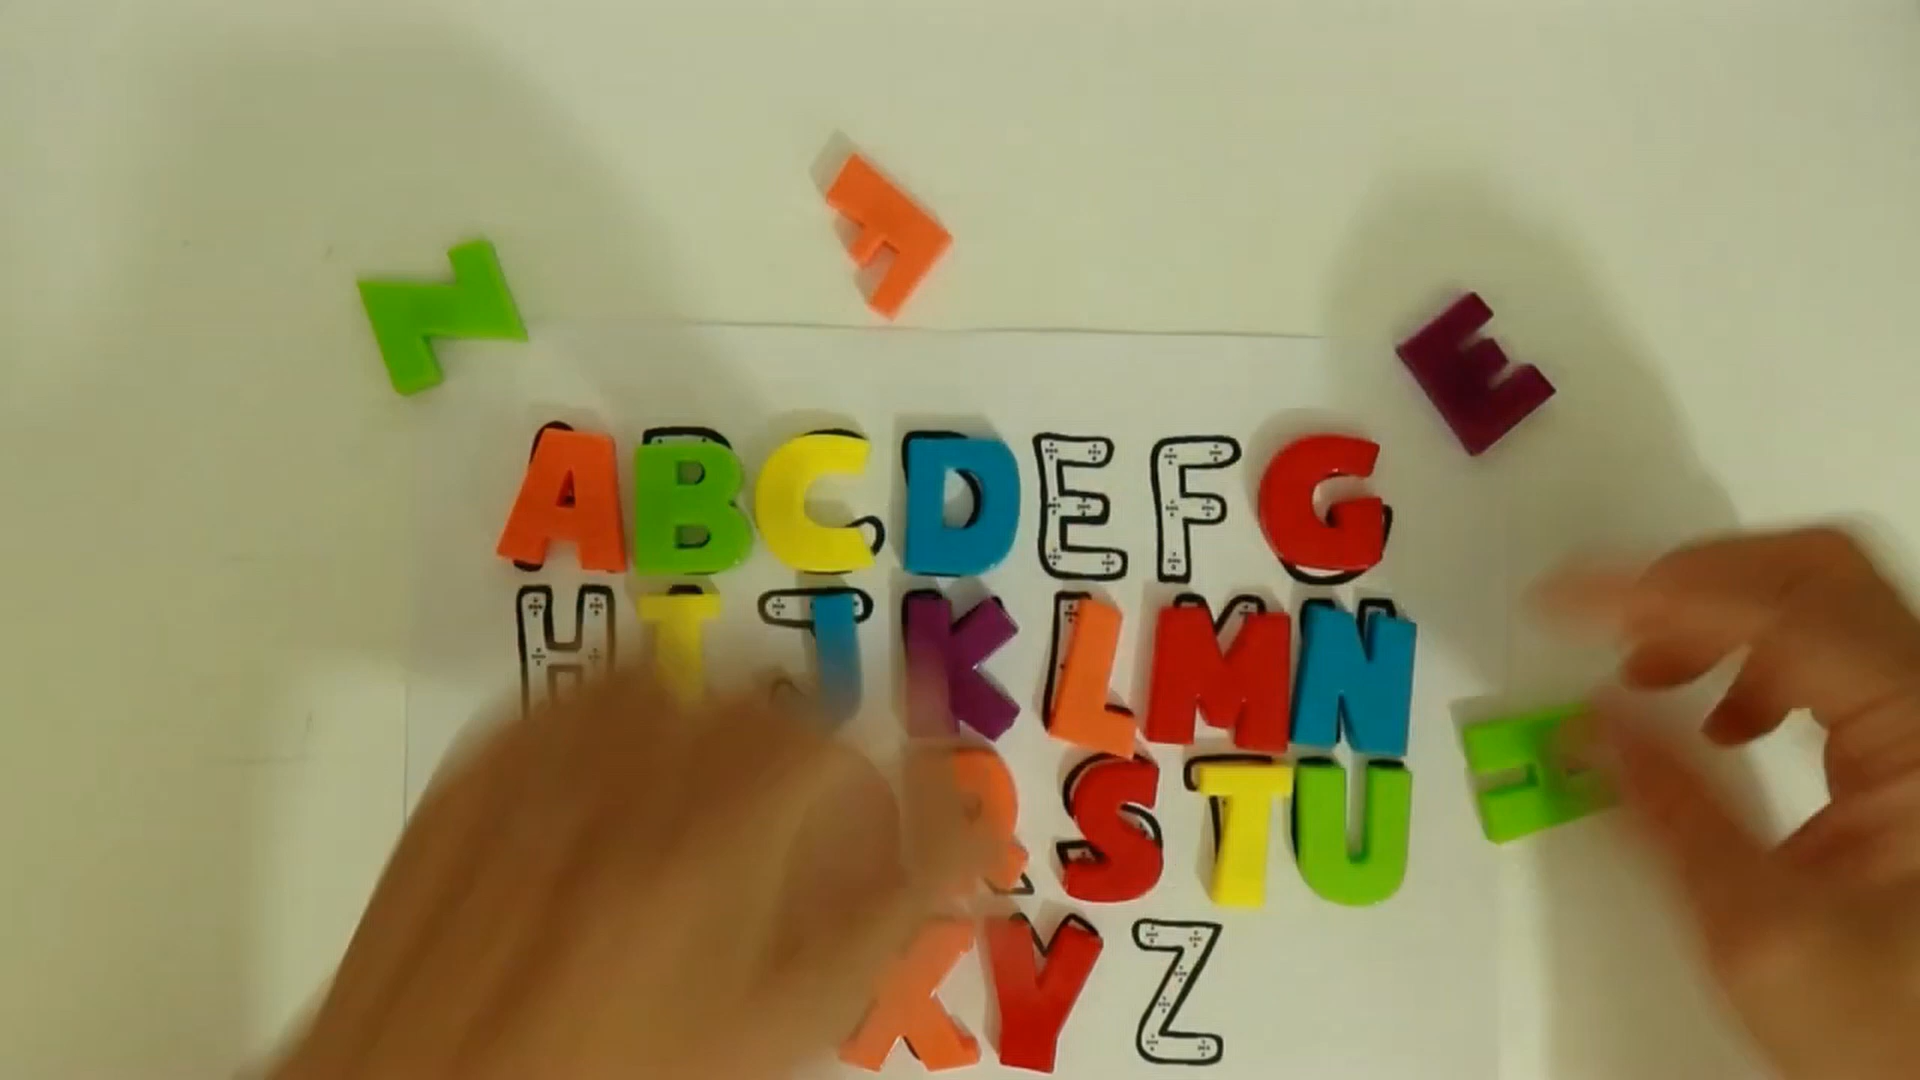 ABCDEFG
HIJKLMN
RSTU
XYZ
Z
F
E
H